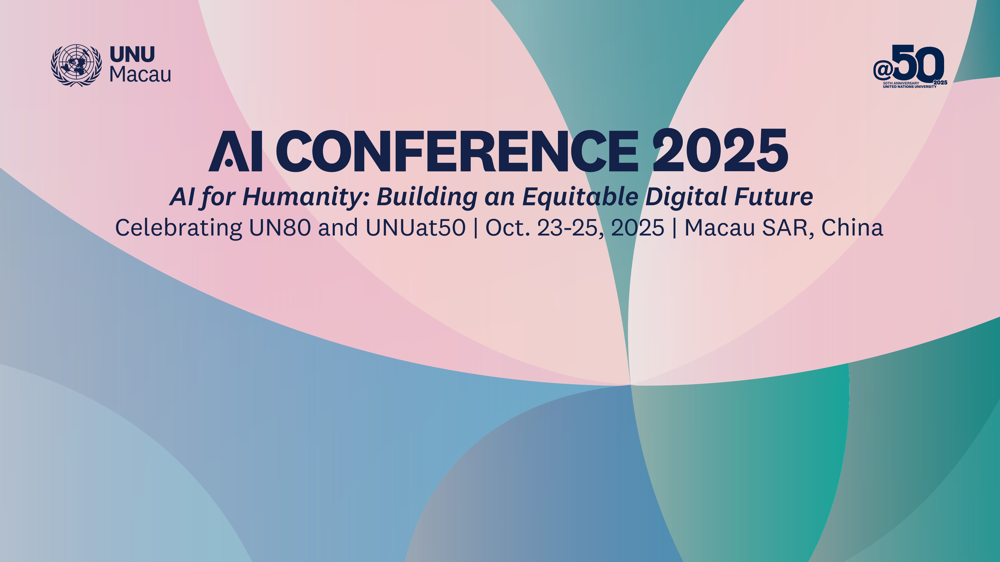 UNU
Macau
@50
2025
50TH ANNIVERSARY
UNITED NATIONS UNIVERSITY
AI CONFERENCE 2025
AI for Humanity: Building an Equitable Digital Future
Celebrating UN80 and UNUat50 | Oct. 23-25, 2025 | Macau SAR, China